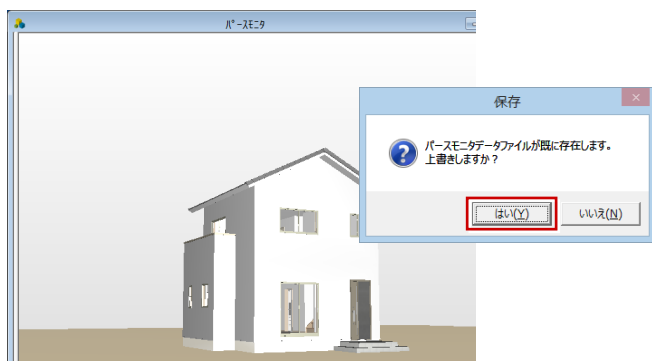 ﾊﾟｰｽﾓﾆﾀ
保存
パースモニタデータファイルが既に存在します。
上書きしますか？
はい(Y)
いいえ(N)